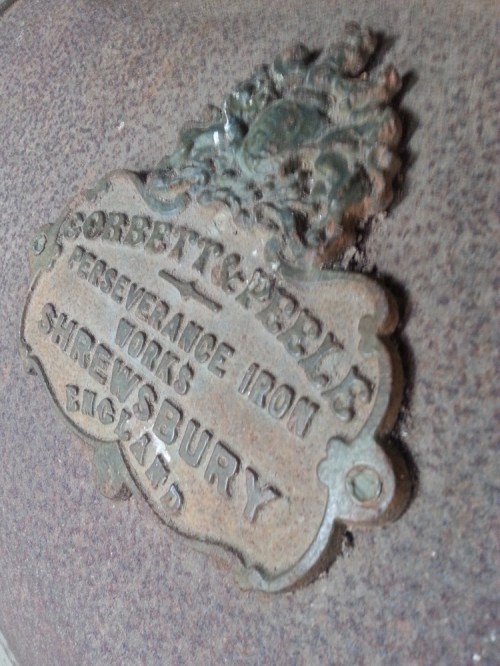 CORBETT & PEELE
PERSEVERANCE IRON
WORKS
SHREWSBURY
ENGLAND